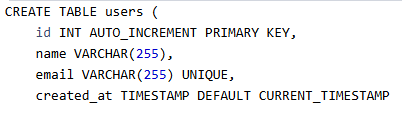 CREATE TABLE users (
    id INT AUTO_INCREMENT PRIMARY KEY,
    name VARCHAR(255),
    email VARCHAR(255) UNIQUE,
    created_at TIMESTAMP DEFAULT CURRENT_TIMESTAMP